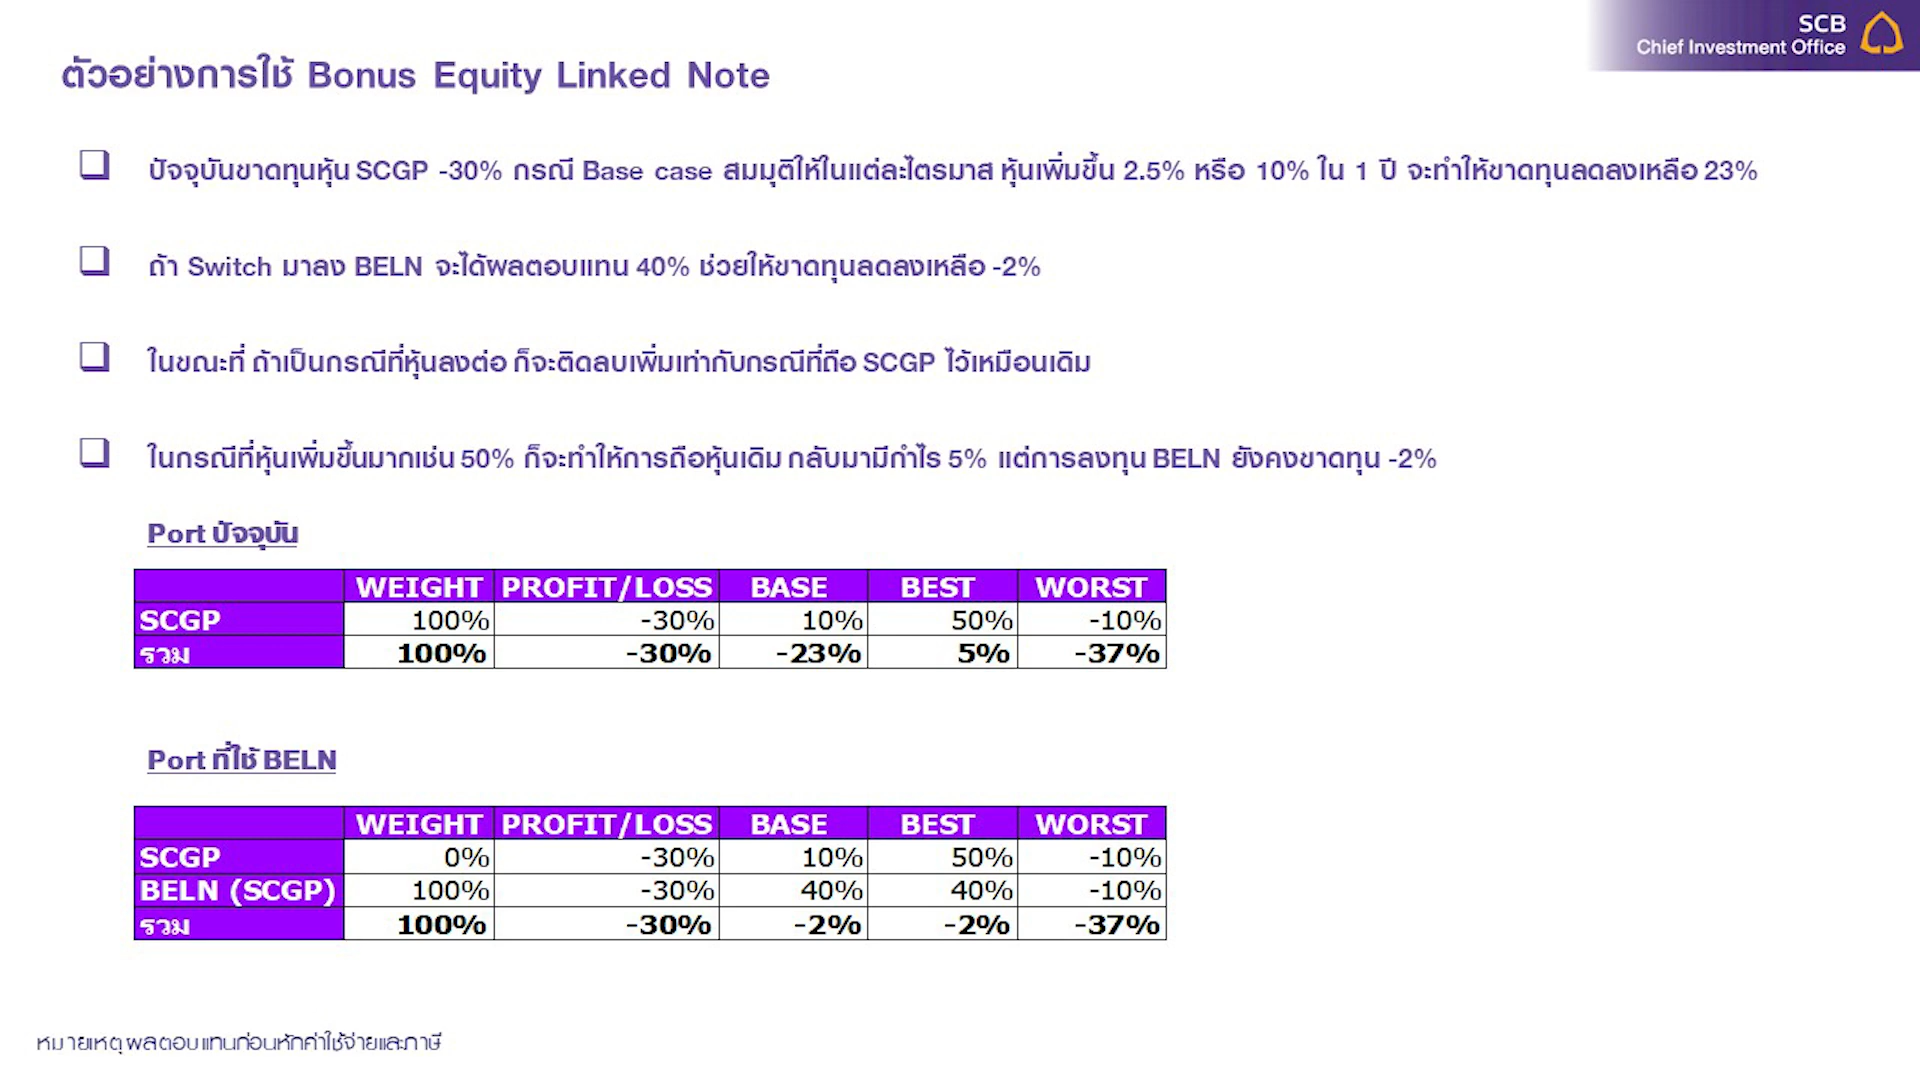 SCB
Chief Investment Office
ตัวอย่างการใช้ Bonus Equity Linked Note
ปัจจุบันขาดทุนหุ้น SCGP -30% กรณี Base case สมมุติให้ในแต่ละไตรมาส หุ้นเพิ่มขึ้น 2.5% หรือ 10% ใน 1 ปี จะทำให้ขาดทุนลดลงเหลือ 23%
ถ้า Switch มาลง BELN จะได้ผลตอบแทน 40% ช่วยให้ขาดทุนลดลงเหลือ -2%
ในขณะที่ ถ้าเป็นกรณีที่หุ้นลงต่อ ก็จะติดลบเพิ่มเท่ากับกรณีที่ถือ SCGP ไว้เหมือนเดิม
ในกรณีที่หุ้นเพิ่มขึ้นมากเช่น 50% ก็จะทำให้การถือหุ้นเดิม กลับมามีกำไร 5% แต่การลงทุน BELN ยังคงขาดทุน -2%
Port ปัจจุบัน
WEIGHT PROFIT/LOSS BASE BEST WORST
SCGP 100% -30% 10% 50% -10%
รวม 100% -30% -23% 5% -37%
Port ที่ใช้ BELN
WEIGHT PROFIT/LOSS BASE BEST WORST
SCGP 0% -30% 10% 50% -10%
BELN (SCGP) 100% -30% 40% 40% -10%
รวม 100% -30% -2% -2% -37%
หมายเหตุ ผลตอบแทนก่อนหักค่าใช้จ่ายและภาษี